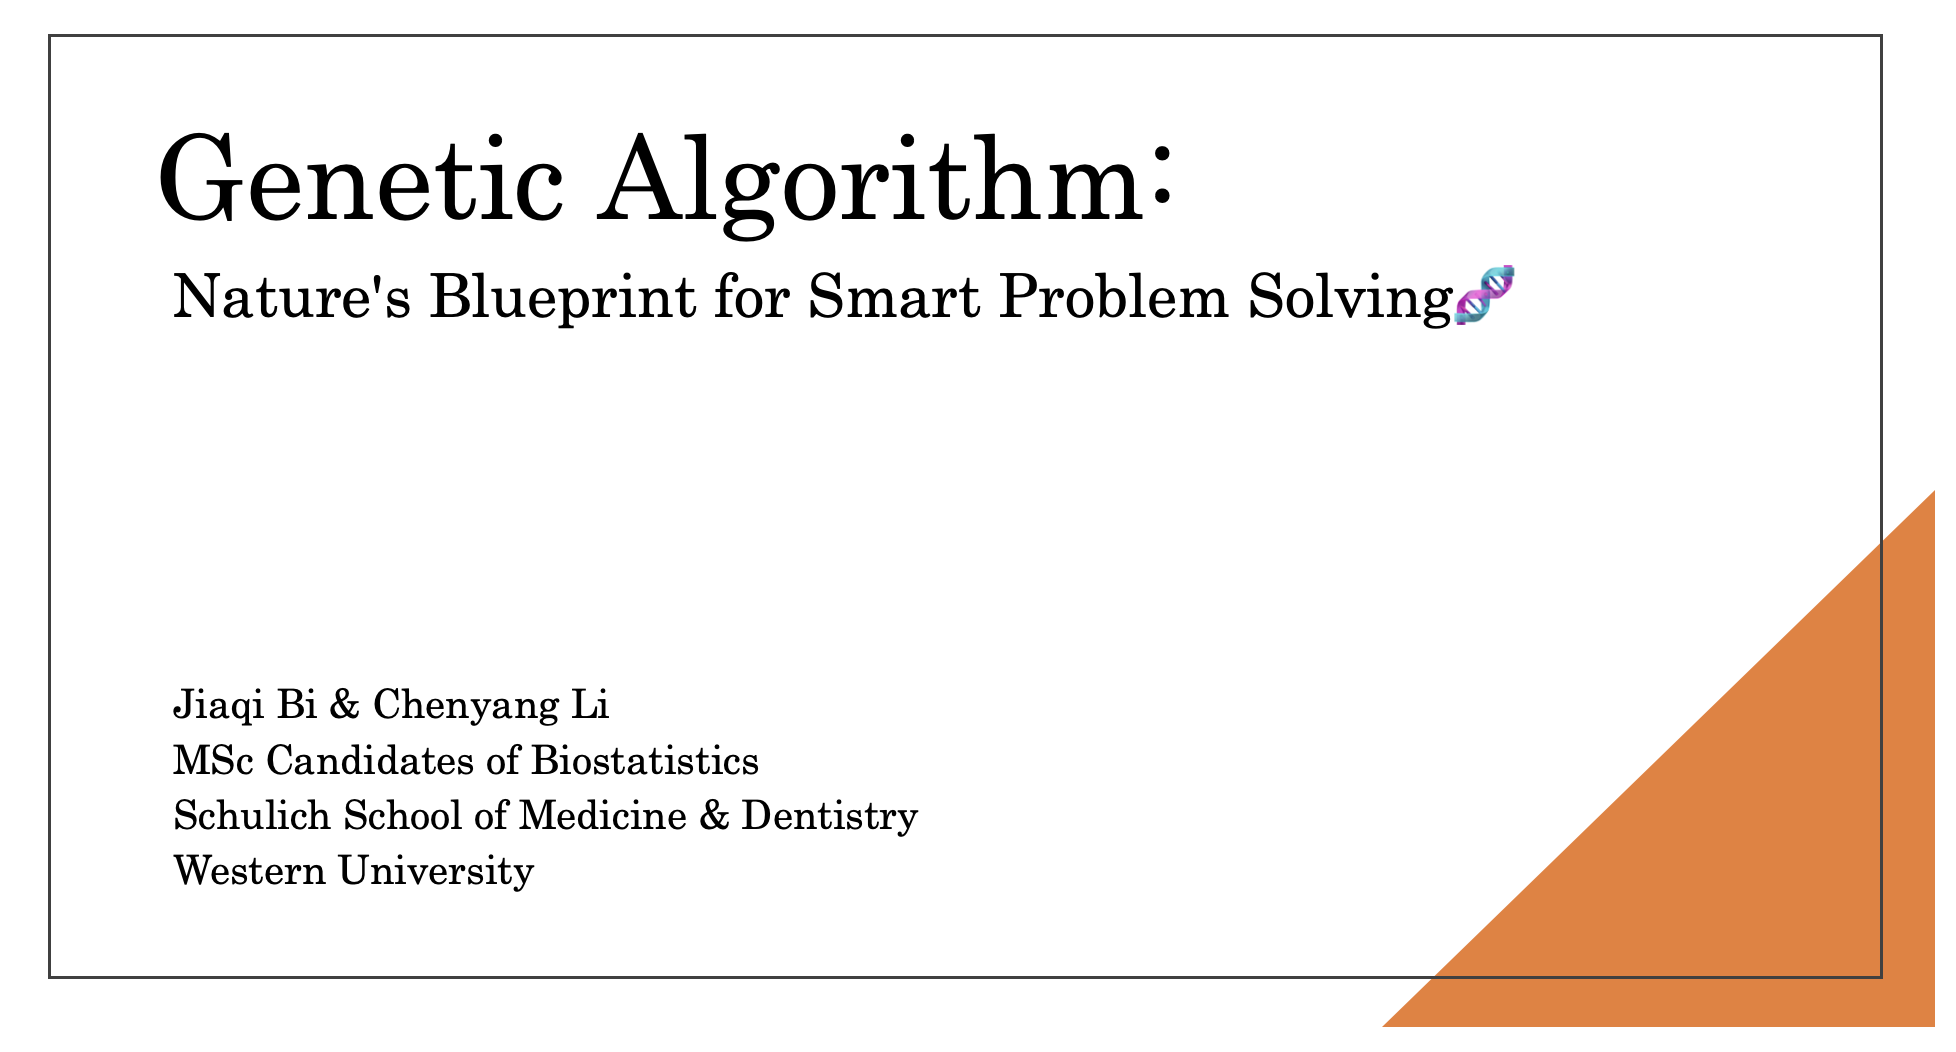 Genetic Algorithm:
Nature's Blueprint for Smart Problem Solving🧬
Jiaqi Bi & Chenyang Li
MSc Candidates of Biostatistics
Schulich School of Medicine & Dentistry
Western University